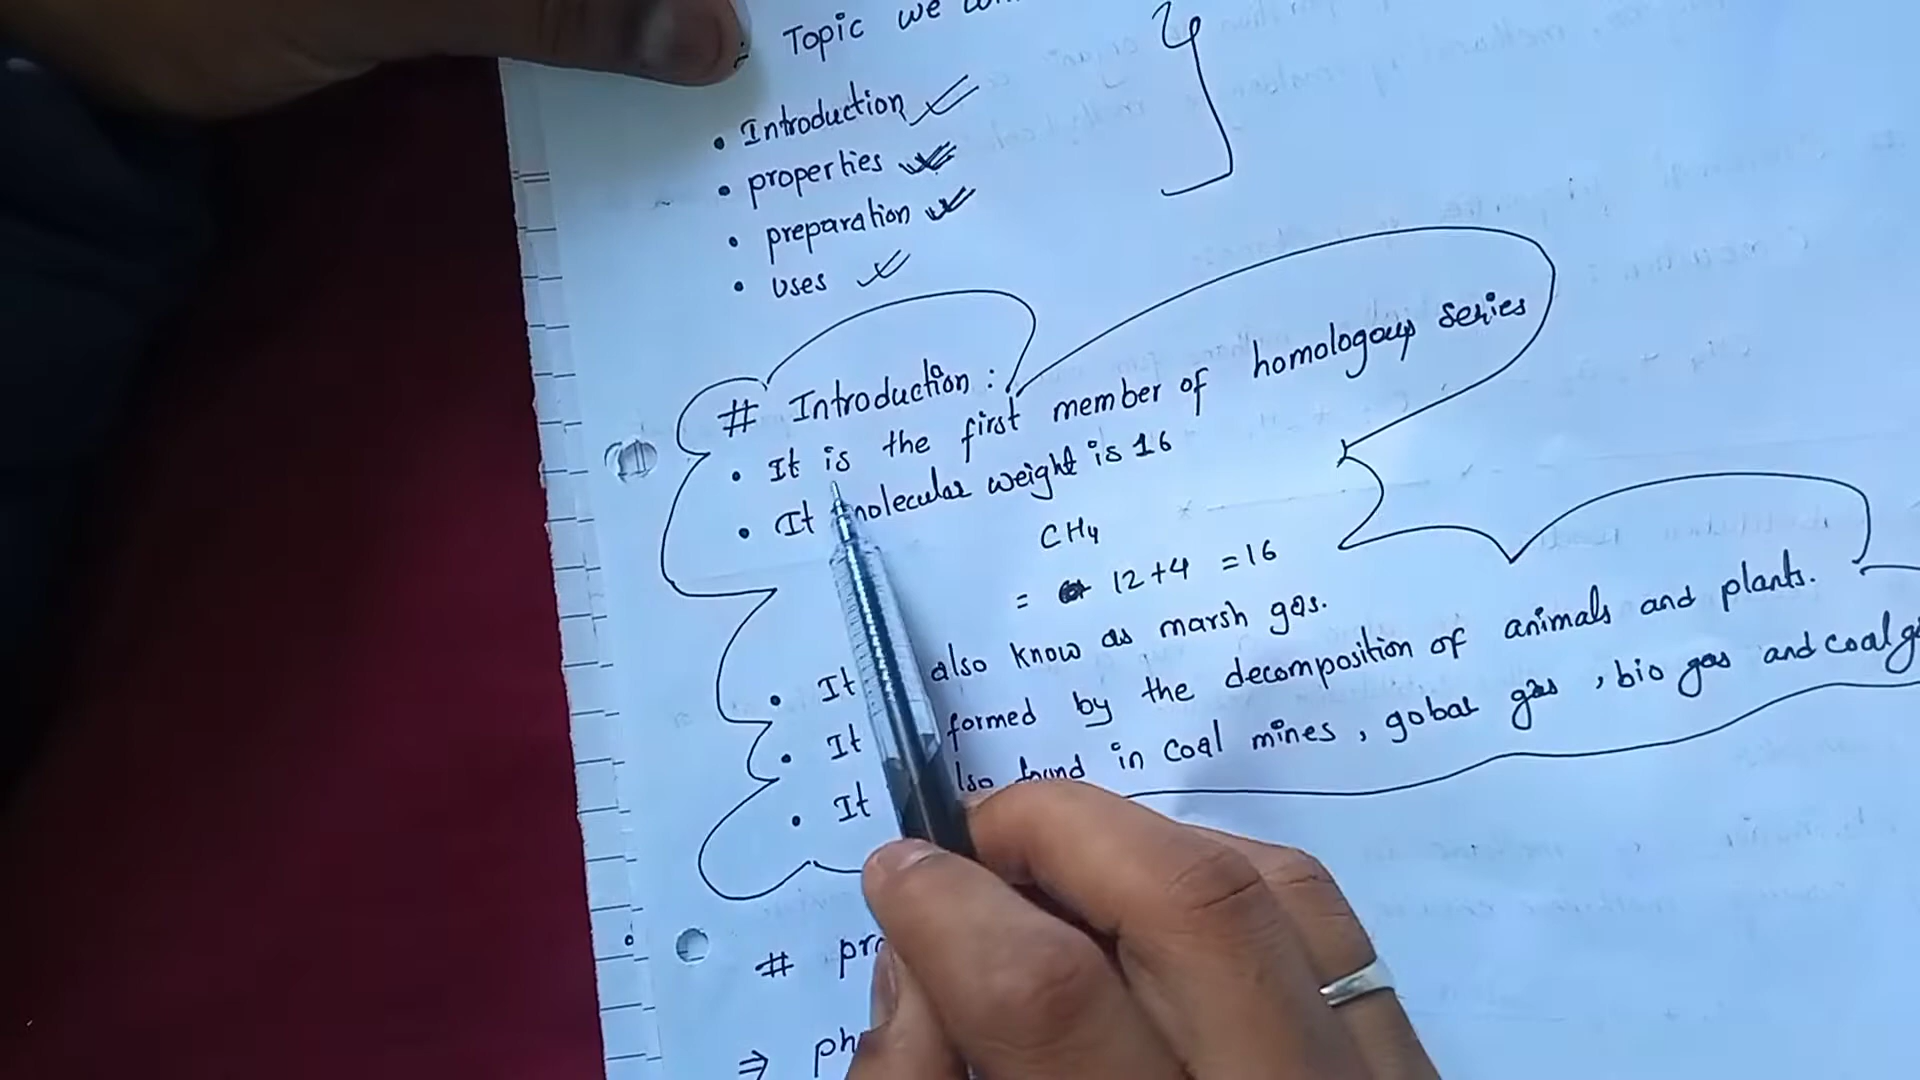 Topic we
• Introduction
• properties
• preparation
• uses
# Introduction :
• It is the first member of homologous series
• It molecular weight is 16
CH4
= 12+4 =16
• It also know as marsh gas.
• It formed by the decomposition of animals and plants.
• It found in coal mines, gobar gas, bio gas and coal
#
⇒